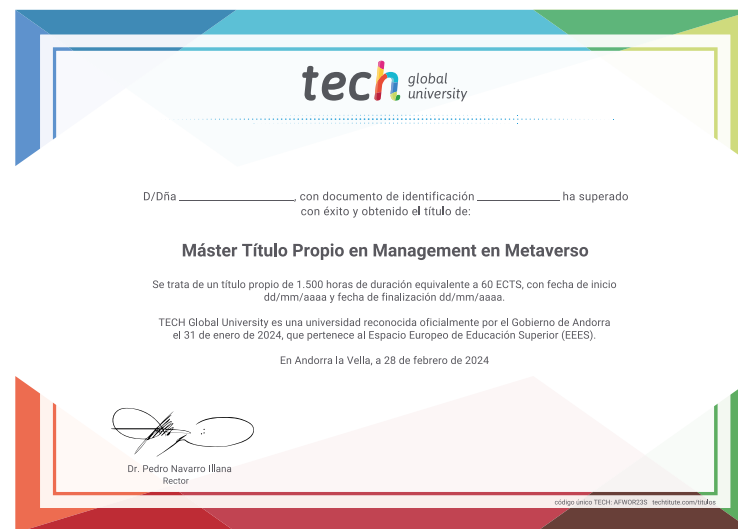 tech global university
D/Dña ______________, con documento de identificación __________ ha superado
con éxito y obtenido el título de:
Máster Título Propio en Management en Metaverso
Se trata de un título propio de 1.500 horas de duración equivalente a 60 ECTS, con fecha de inicio
dd/mm/aaaa y fecha de finalización dd/mm/aaaa.
TECH Global University es una universidad reconocida oficialmente por el Gobierno de Andorra
el 31 de enero de 2024, que pertenece al Espacio Europeo de Educación Superior (EEES).
En Andorra la Vella, a 28 de febrero de 2024
Dr. Pedro Navarro Illana
Rector
código único TECH: AFWOR23S techtitute.com/titulos